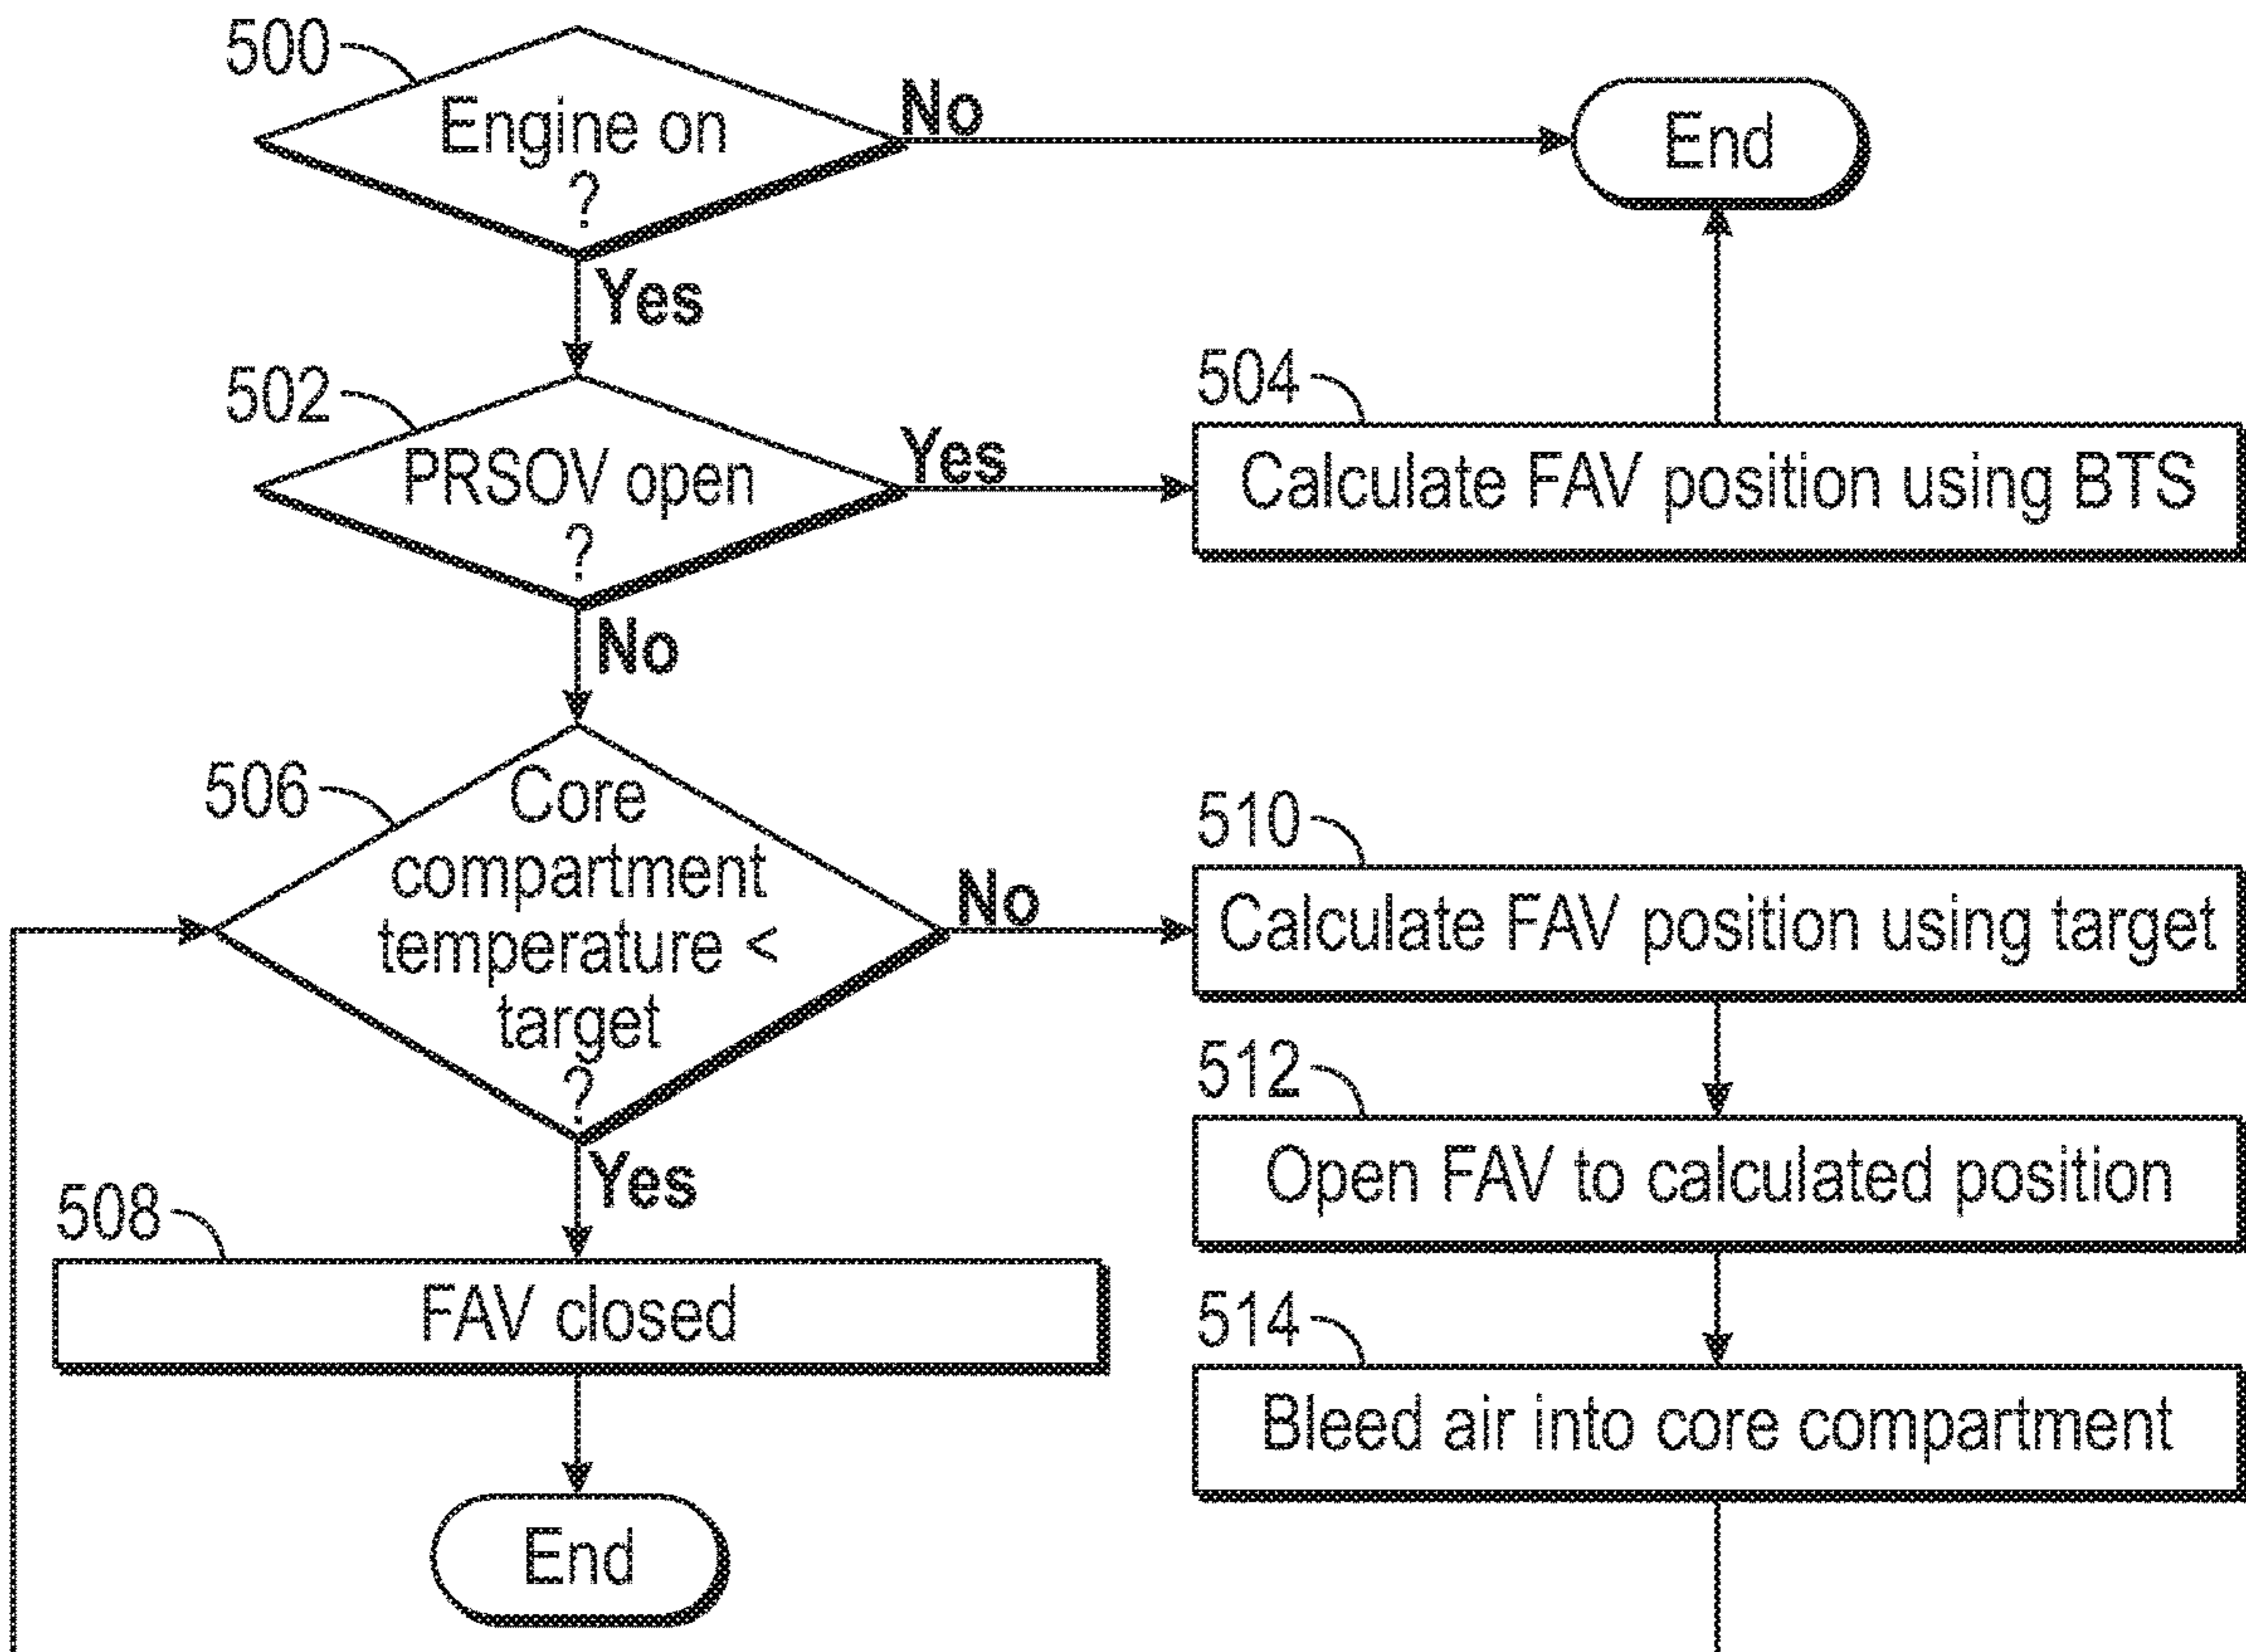 500
Engine on
?
No
End
Yes
502
PRSOV open
?
Yes
504
Calculate FAV position using BTS
No
506
Core
compartment
temperature <
target
?
No
510
Calculate FAV position using target
512
Open FAV to calculated position
514
Bleed air into core compartment
Yes
508
FAV closed
End